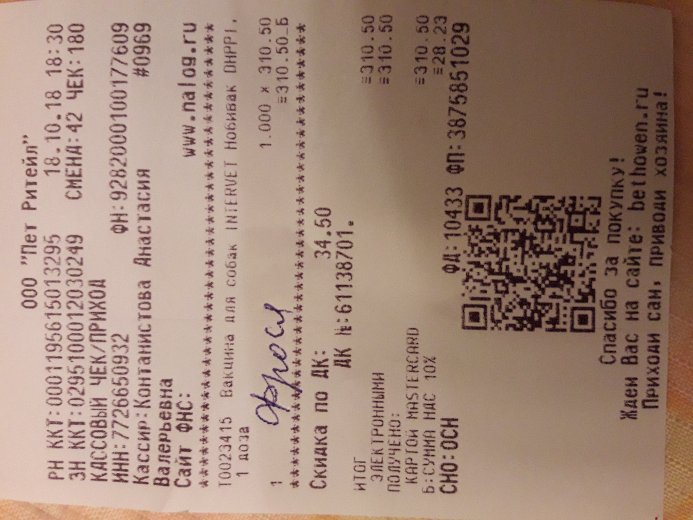 ООО "Пет Ритейл"
РН ККТ:0001195616013295 18.10.18 18:30
ЗН ККТ:0295100012030249 СМЕНА:42 ЧЕК:180
КАССОВЫЙ ЧЕК/ПРИХОД
ИНН:7726650932 ФН:9282000100177609
Кассир:Контанистова Анастасия #0969
Валерьевна
Сайт ФНС: www.nalog.ru
****************************************
Т0023415 Вакцина для собак INTERVET Нобивак DHPPI,
1 доза
1.000 x 310.50
1 ≡310.50_Б
Фрося
****************************************
Скидка по ДК: 34.50
ДК №:61138701.
ИТОГ ≡310.50
ЭЛЕКТРОННЫМИ ≡310.50
ПОЛУЧЕНО:
КАРТОЙ MASTERCARD ≡310.50
Б:СУММА НДС 10% ≡28.23
СНО:ОСН ФД:10433 ФП:3875851029
Спасибо за покупку!
Ждем Вас на сайте: bethowen.ru
Приходи сам, приводи хозяина!